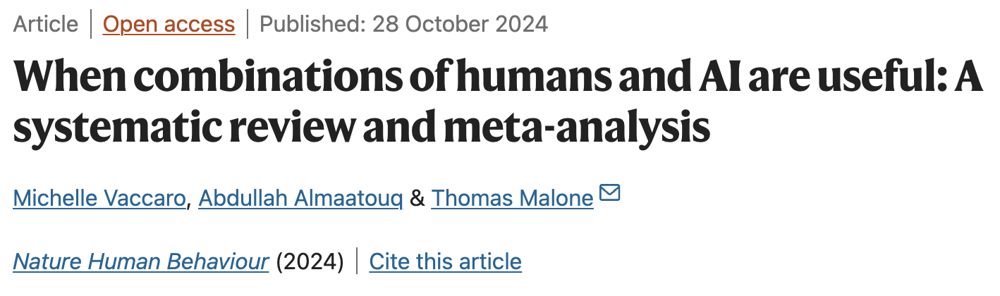 Article | Open access | Published: 28 October 2024
When combinations of humans and AI are useful: A
systematic review and meta-analysis
Michelle Vaccaro, Abdullah Almaatouq & Thomas Malone
Nature Human Behaviour (2024) | Cite this article